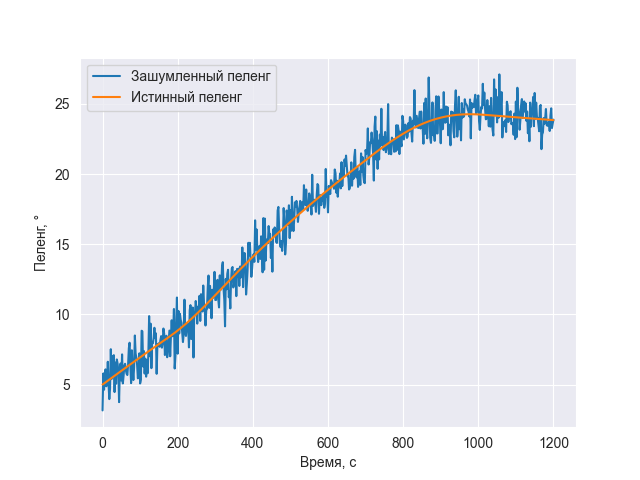 Зашумленный пеленг
Истинный пеленг
25
20
15
10
5
Пеленг, °
0 200 400 600 800 1000 1200
Время, с